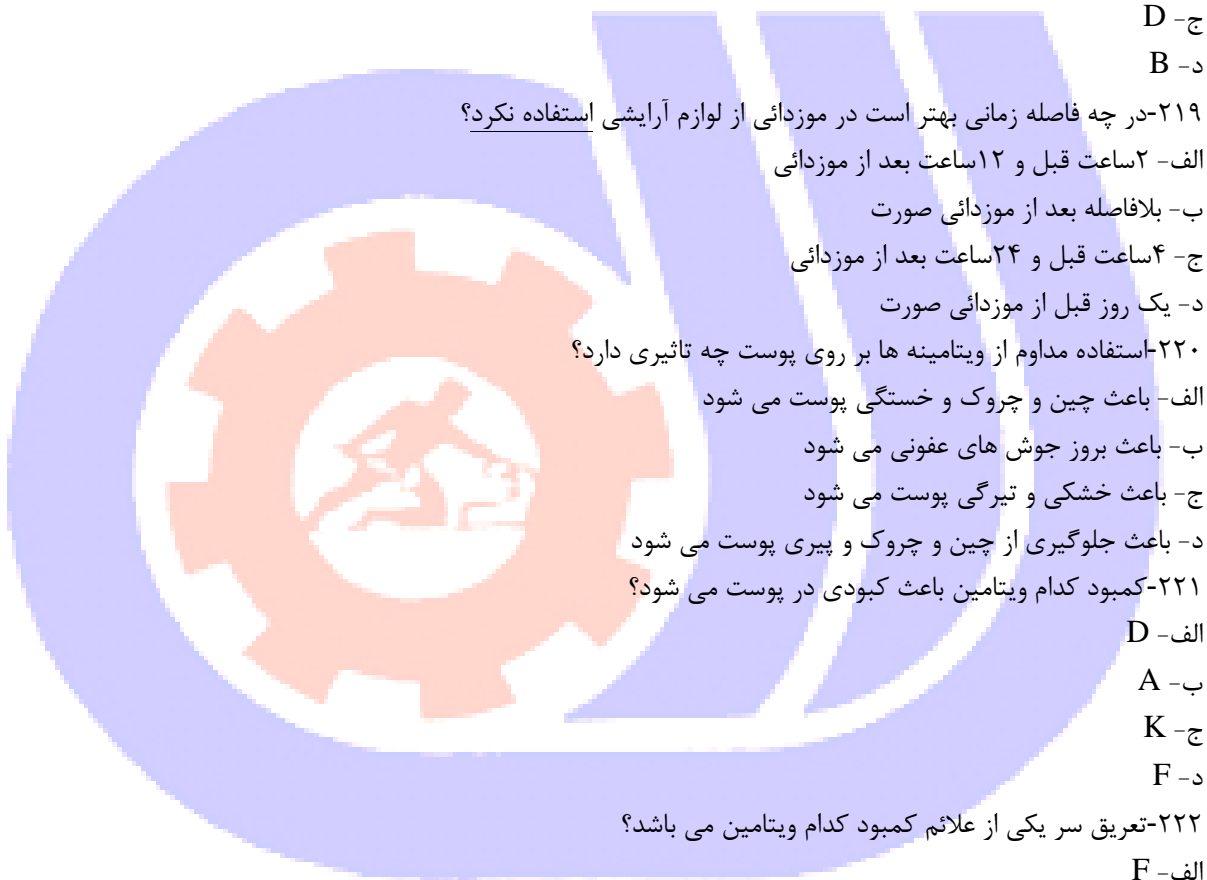 ج- D
د- B
۲۱۹-در چه فاصله زمانی بهتر است در موزدائی از لوازم آرایشی استفاده نکرد؟
الف- ۲ساعت قبل و ۱۲ساعت بعد از موزدائی
ب- بلافاصله بعد از موزدائی صورت
ج- ۴ساعت قبل و ۲۴ساعت بعد از موزدائی
د- یک روز قبل از موزدائی صورت
۲۲۰-استفاده مداوم از ویتامینه ها بر روی پوست چه تاثیری دارد؟
الف- باعث چین و چروک و خستگی پوست می شود
ب- باعث بروز جوش های عفونی می شود
ج- باعث خشکی و تیرگی پوست می شود
د- باعث جلوگیری از چین و چروک و پیری پوست می شود
۲۲۱-کمبود کدام ویتامین باعث کبودی در پوست می شود؟
الف- D
ب- A
ج- K
د- F
۲۲۲-تعریق سر یکی از علائم کمبود کدام ویتامین می باشد؟
الف- F